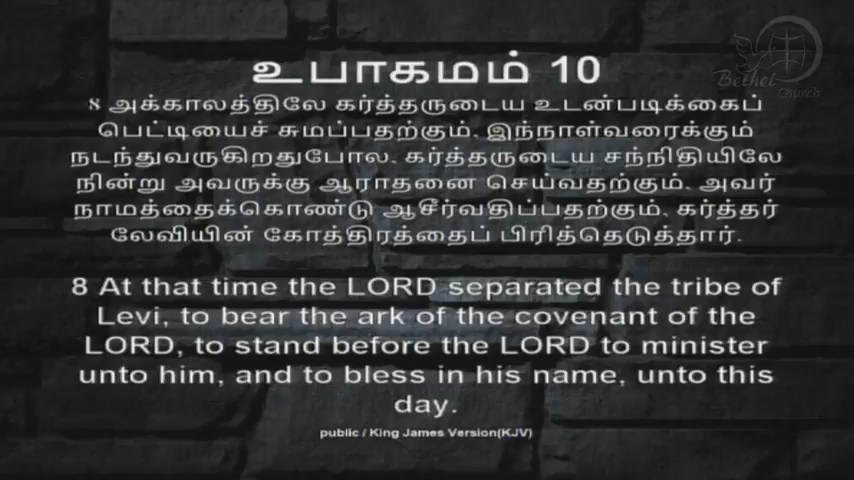 Bethel
Church
உபாகமம் 10
8 அக்காலத்திலே கர்த்தருடைய உடன்படிக்கைப்
பெட்டியைச் சுமப்பதற்கும், இந்நாள்வரைக்கும்
நடந்துவருகிறதுபோல, கர்த்தருடைய சந்நிதியிலே
நின்று அவருக்கு ஆராதனை செய்வதற்கும், அவர்
நாமத்தைக்கொண்டு ஆசீர்வதிப்பதற்கும், கர்த்தர்
லேவியின் கோத்திரத்தைப் பிரித்தெடுத்தார்.
8 At that time the LORD separated the tribe of
Levi, to bear the ark of the covenant of the
LORD, to stand before the LORD to minister
unto him, and to bless in his name, unto this
day.
public / King James Version(KJV)